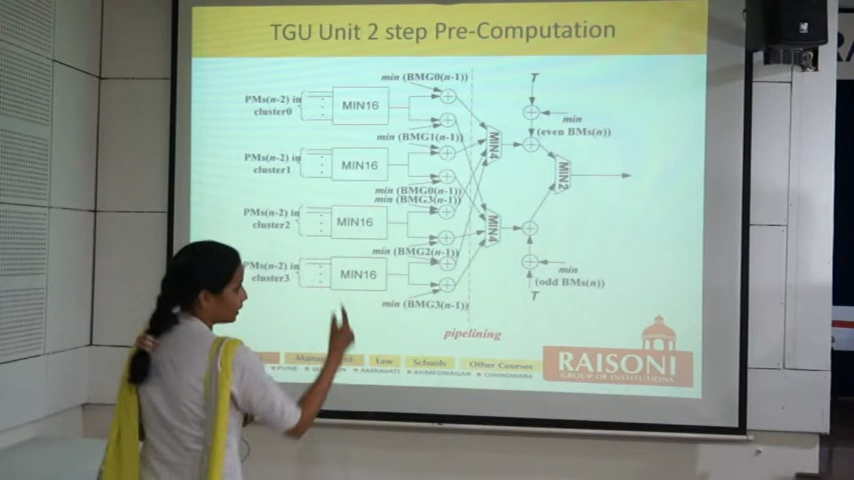 TGU Unit 2 step Pre-Computation
min (BMG0(n-1))
PMs(n-2) in
cluster0
MIN16
min (BMG1(n-1))
PMs(n-2) in
cluster1
MIN16
min (BMG0(n-1))
min (BMG3(n-1))
PMs(n-2) in
cluster2
MIN16
min (BMG2(n-1))
PMs(n-2) in
cluster3
MIN16
min (BMG3(n-1))
MIN4
MIN4
T
min
(even BMs(n))
MIN2
min
(odd BMs(n))
T
pipelining
Management
Law
Schools
Other Courses
PUNE
AMRAVATI
AHMEDNAGAR
CHHINDWARA
RAISONI
GROUP OF INSTITUTIONS